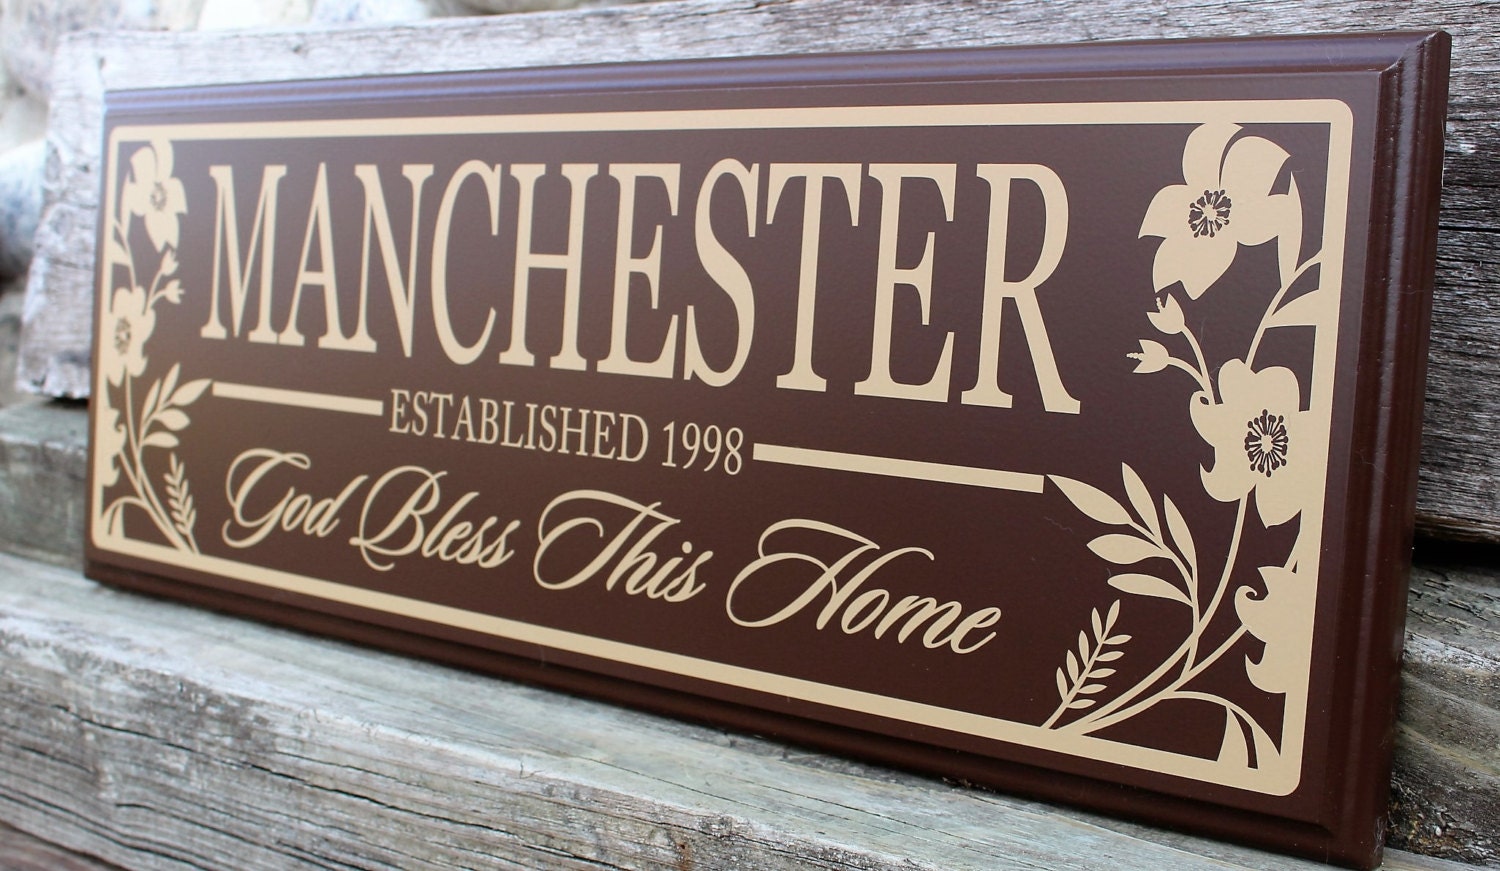 MANCHESTER
ESTABLISHED 1998
God Bless This Home